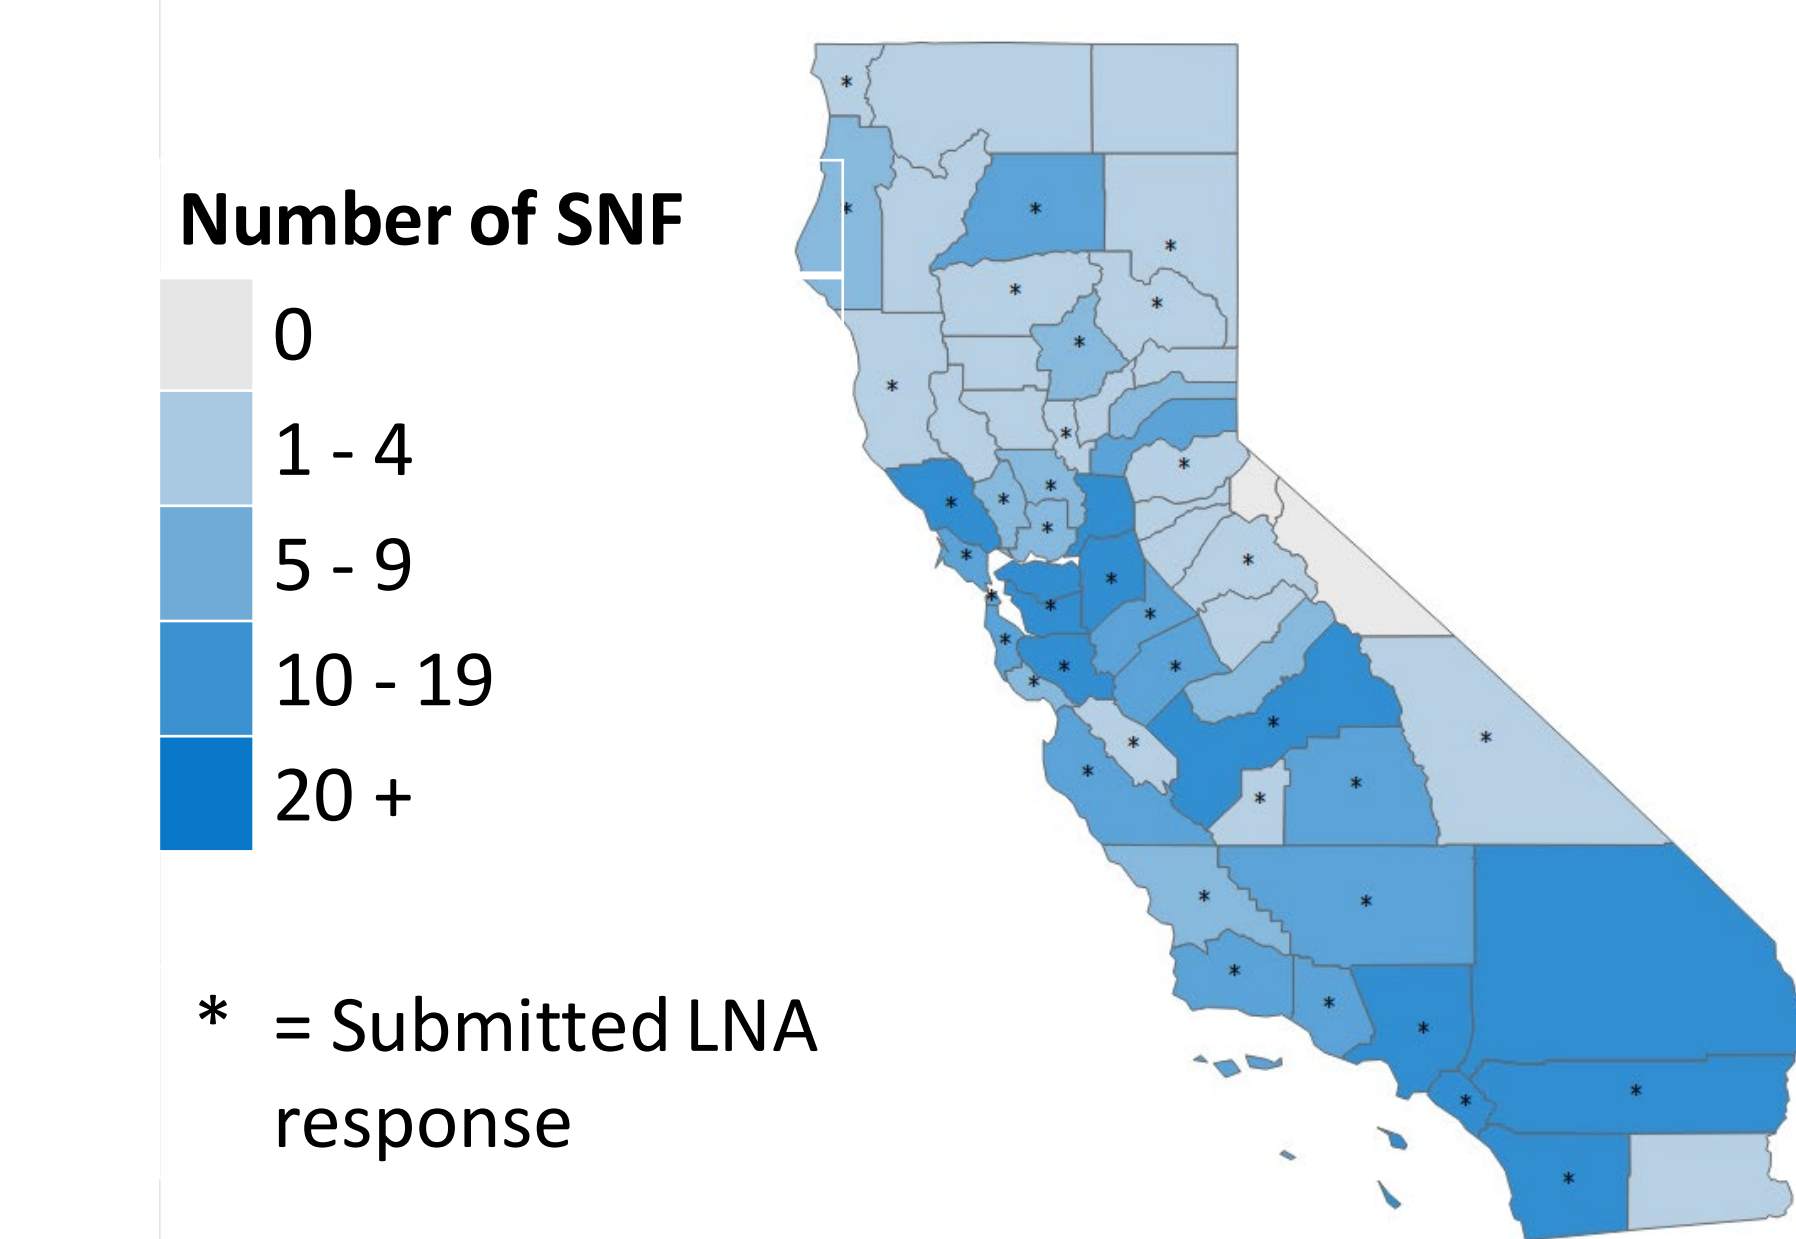 Number of SNF
0
1 - 4
5 - 9
10 - 19
20 +
* = Submitted LNA
response